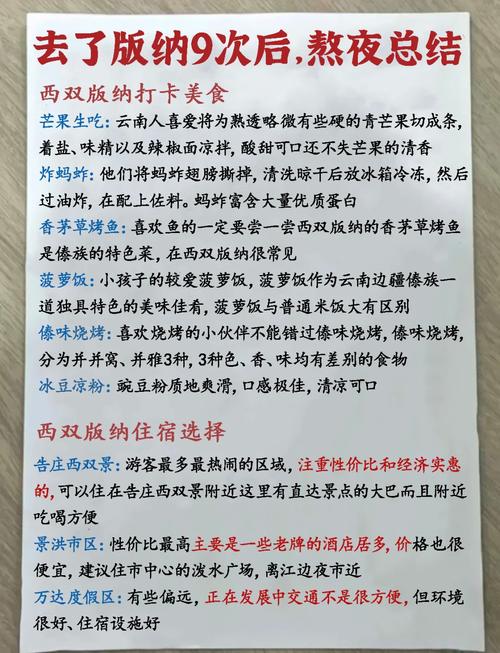 去了版纳9次后,熬夜总结
西双版纳打卡美食
芒果生吃: 云南人喜爱将为熟透略微有些硬的青芒果切成条,
着盐、味精以及辣椒面凉拌, 酸甜可口还不失芒果的清香
炸蚂蚱: 他们将蚂蚱翅膀撕掉, 清洗晾干后放冰箱冷冻, 然后
过油炸, 在配上佐料。蚂蚱富含大量优质蛋白
香茅草烤鱼: 喜欢鱼的一定要尝一尝西双版纳的香茅草烤鱼
是傣族的特色菜, 在西双版纳很常见
菠萝饭: 小孩子的较爱菠萝饭, 菠萝饭作为云南边疆傣族一
道独具特色的美味佳肴, 菠萝饭与普通米饭大有区别
傣味烧烤: 喜欢烧烤的小伙伴不能错过傣味烧烤, 傣味烧烤,
分为并并窝、并雅3种, 3种色、香、味均有差别的食物
冰豆凉粉: 豌豆粉质地爽滑, 口感极佳, 清凉可口
西双版纳住宿选择
告庄西双景: 游客最多最热闹的区域, 注重性价比和经济实惠
的, 可以住在告庄西双景附近这里有直达景点的大巴而且附近
吃喝方便
景洪市区: 性价比最高主要是一些老牌的酒店居多, 价格也很
便宜, 建议住市中心的泼水广场, 离江边夜市近
万达度假区: 有些偏远, 正在发展中交通不是很方便, 但环境
很好、住宿设施好